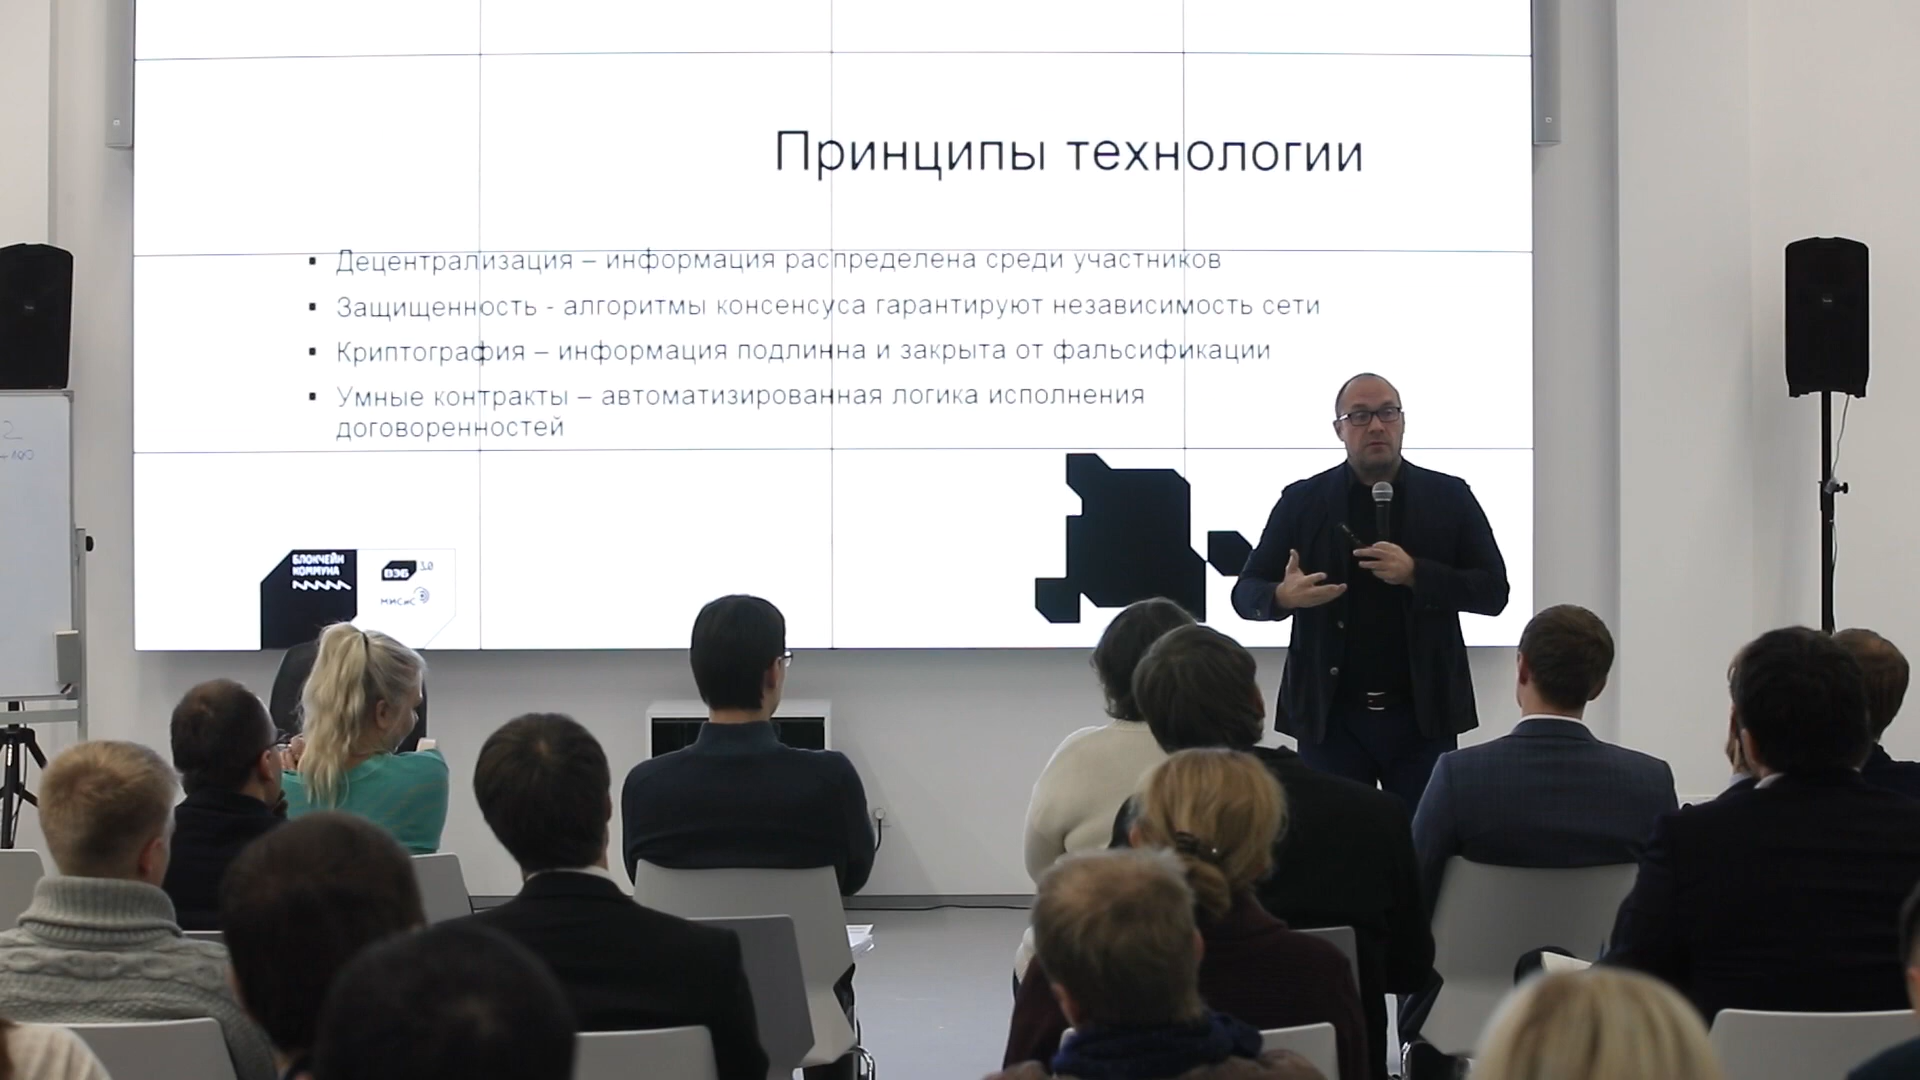 Принципы технологии
▪ Децентрализация – информация распределена среди участников
▪ Защищенность - алгоритмы консенсуса гарантируют независимость сети
▪ Криптография – информация подлинна и закрыта от фальсификации
▪ Умные контракты – автоматизированная логика исполнения
договоренностей
БЛОКЧЕЙН
КОММУНА
ВЭБ 3.0
МИСиС
2